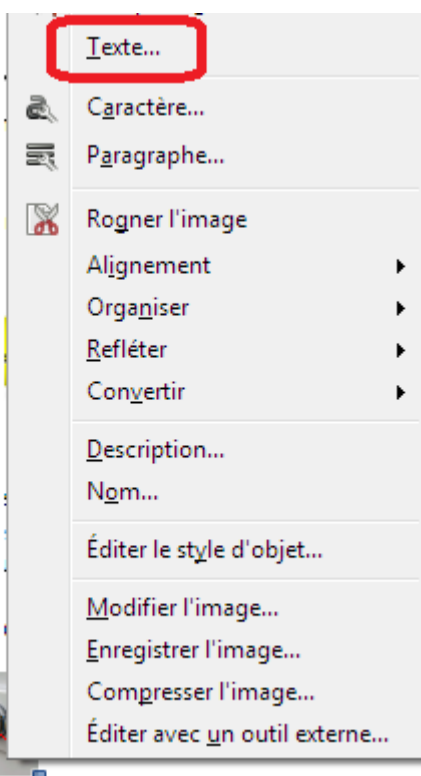 Texte...
Caractère...
Paragraphe...
Rogner l'image
Alignement
Organiser
Refléter
Convertir
Description...
Nom...
Éditer le style d'objet...
Modifier l'image...
Enregistrer l'image...
Compresser l'image...
Éditer avec un outil externe...